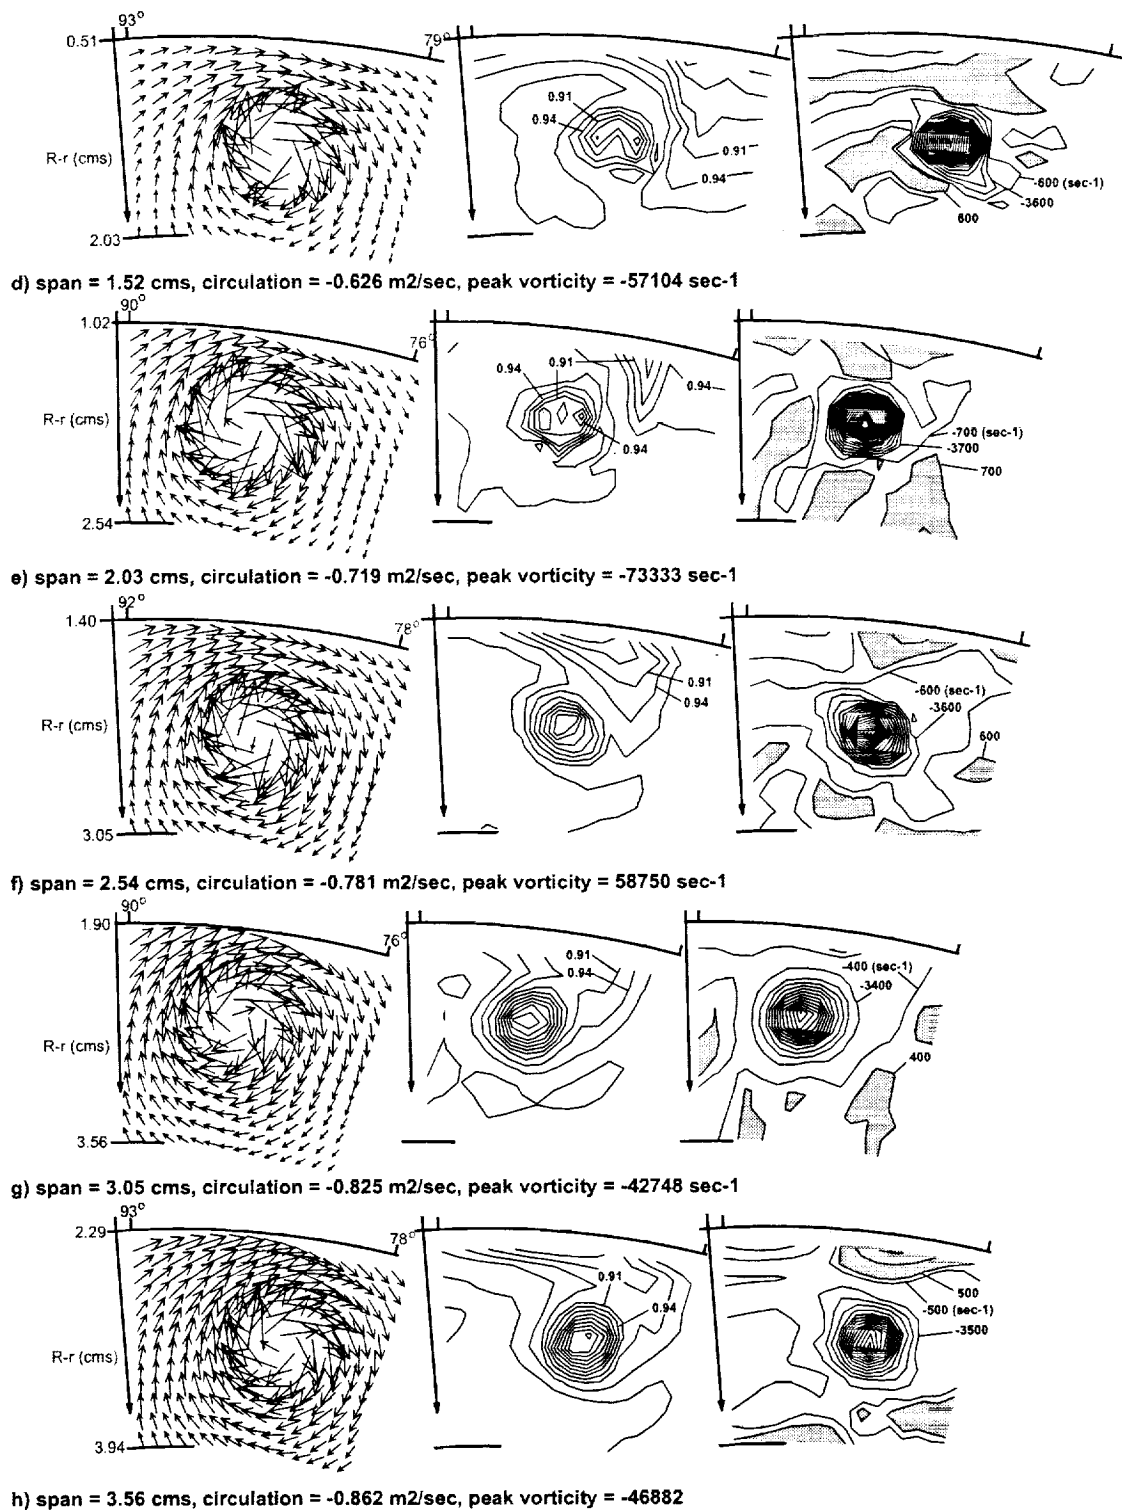 93° 79°
0.51
0.91
0.94
0.91
0.94
R-r (cms)
-600 (sec-1)
-3600
600
2.03
d) span = 1.52 cms, circulation = -0.626 m2/sec, peak vorticity = -57104 sec-1
90° 76°
1.02
0.94 0.91
0.94
0.94
R-r (cms)
-700 (sec-1)
-3700
700
2.54
e) span = 2.03 cms, circulation = -0.719 m2/sec, peak vorticity = -73333 sec-1
92° 78°
1.40
0.91
0.94
R-r (cms)
-600 (sec-1)
-3600
600
3.05
f) span = 2.54 cms, circulation = -0.781 m2/sec, peak vorticity = 58750 sec-1
90° 76°
1.90
0.91
0.94
-400 (sec-1)
-3400
R-r (cms)
400
3.56
g) span = 3.05 cms, circulation = -0.825 m2/sec, peak vorticity = -42748 sec-1
93° 78°
2.29
0.91
0.94
500
-500 (sec-1)
-3500
R-r (cms)
3.94
h) span = 3.56 cms, circulation = -0.862 m2/sec, peak vorticity = -46882